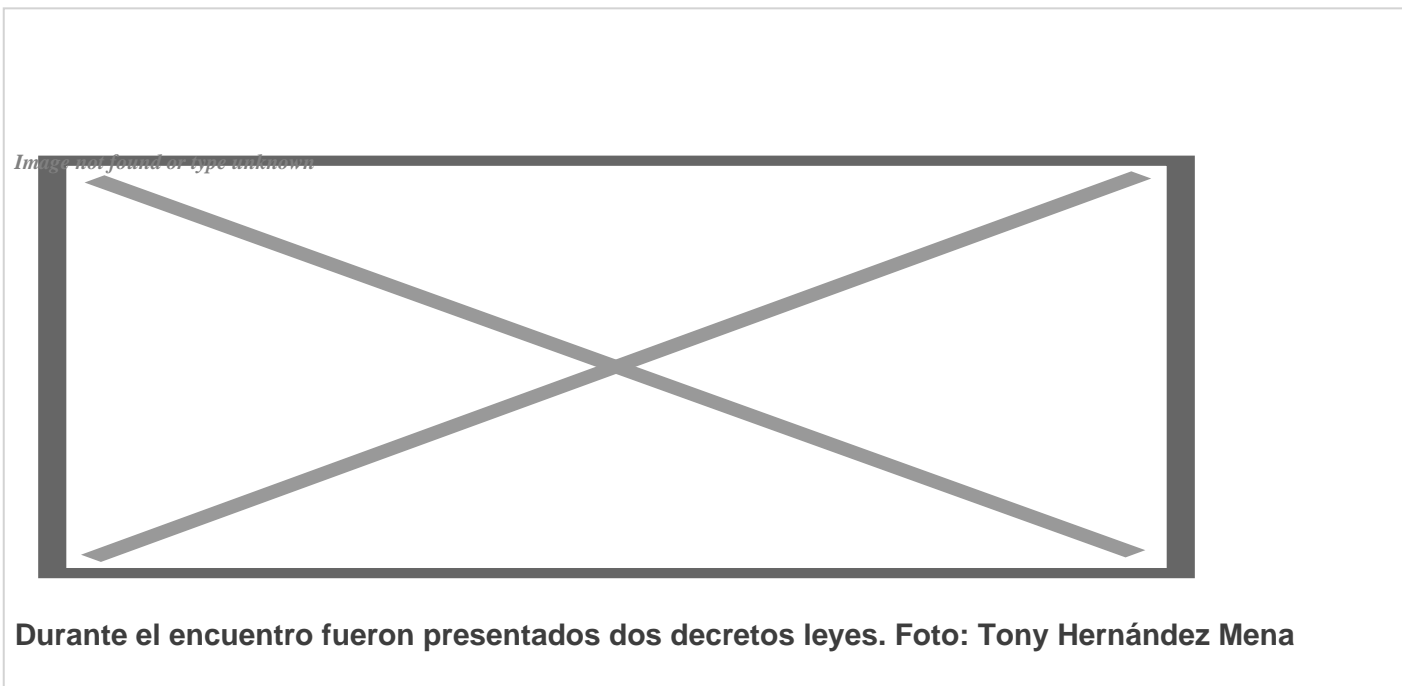 Image not found or type unknown
Durante el encuentro fueron presentados dos decretos leyes. Foto: Tony Hernández Mena